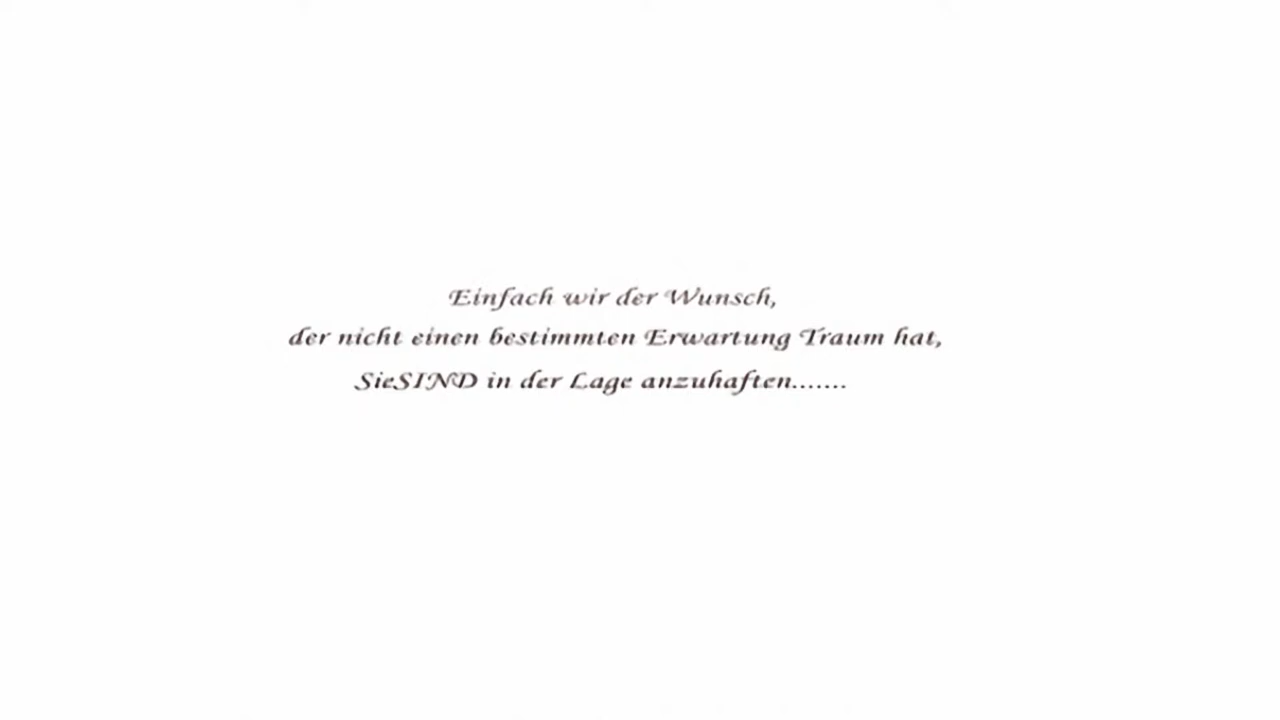 Einfach wir der Wunsch,
der nicht einen bestimmten Erwartung Traum hat,
SieSIND in der Lage anzuhaften.......